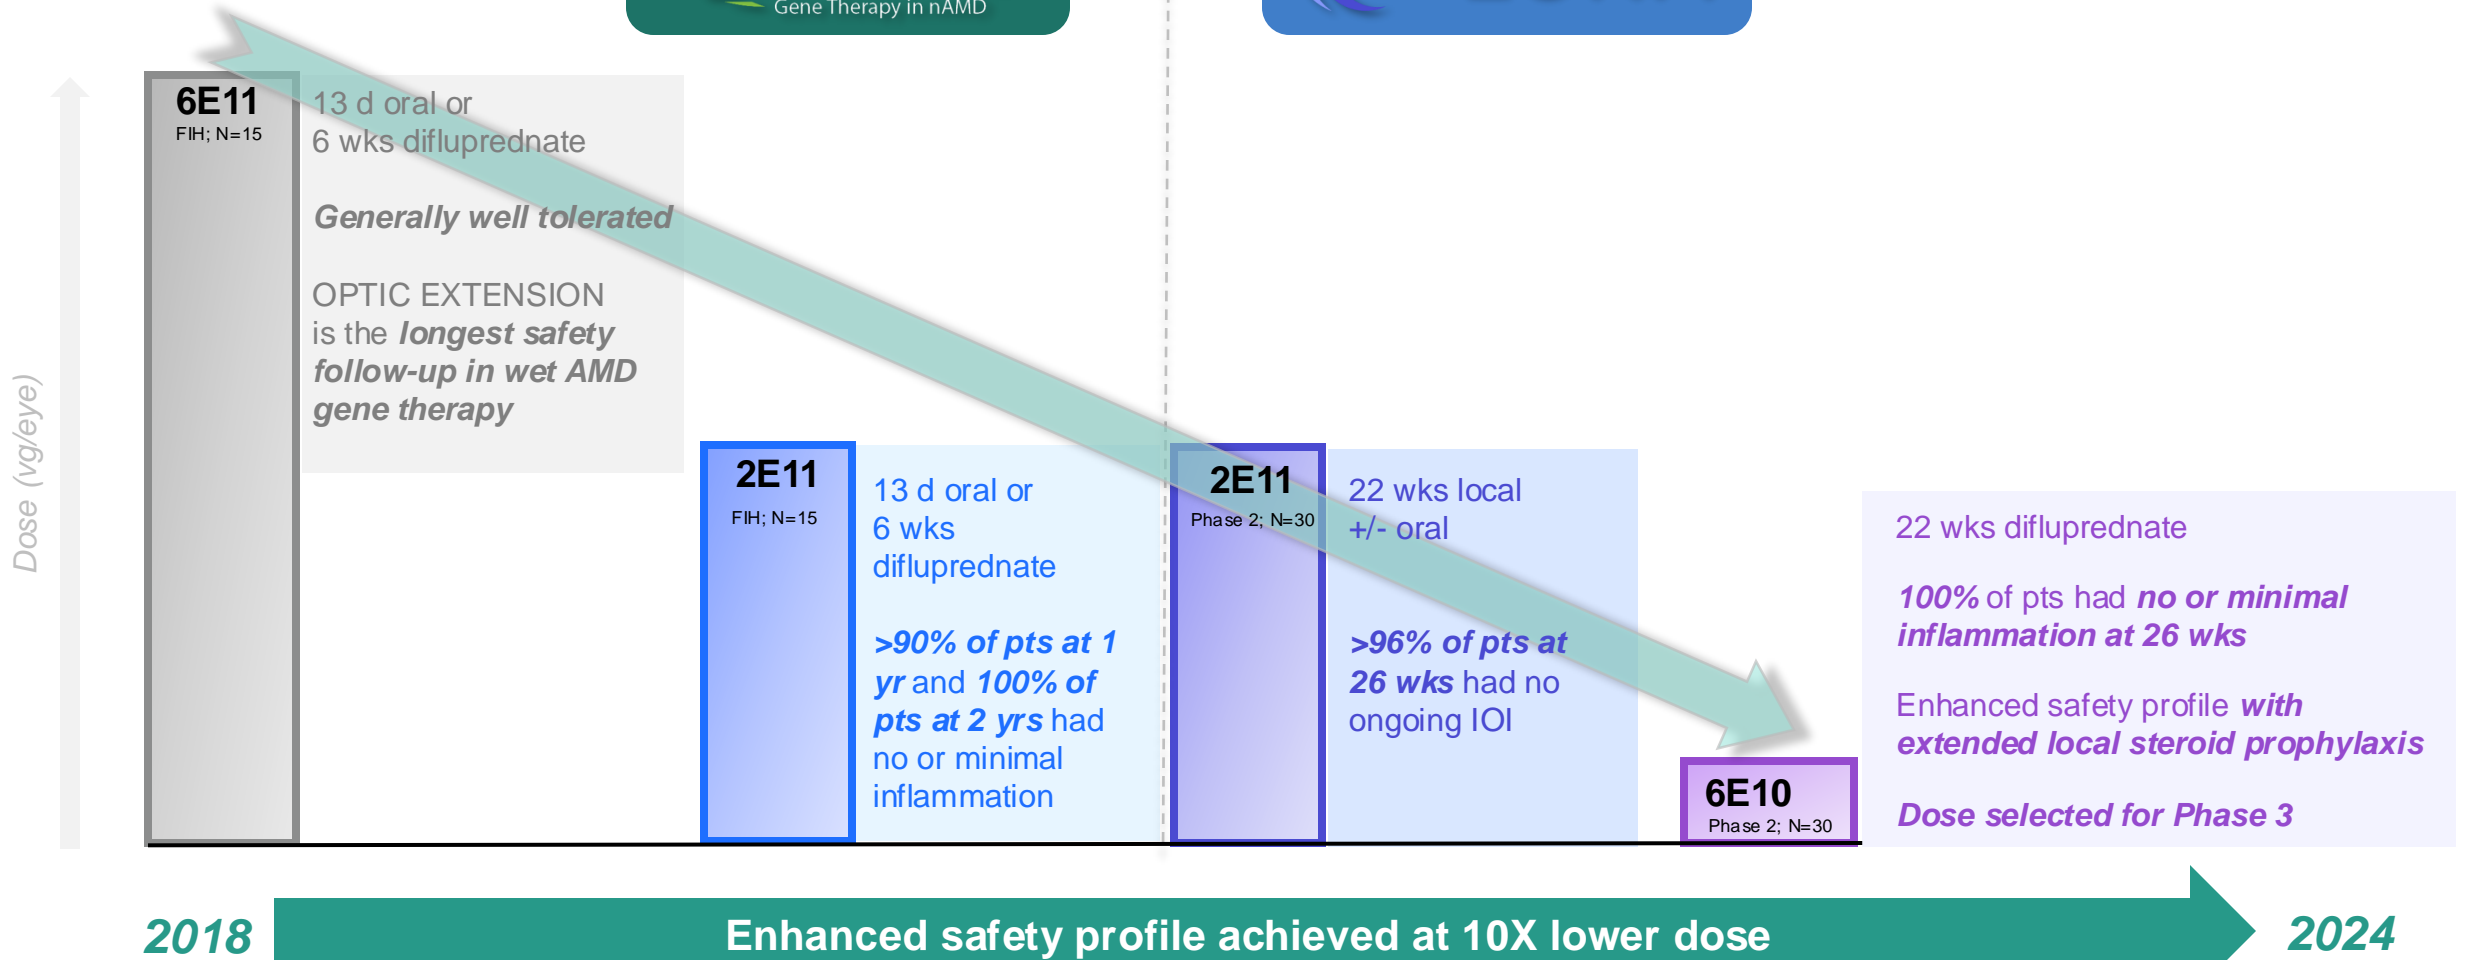 Gene Therapy in nAMD
Dose (vg/eye)
6E11
FIH; N=15
13 d oral or
6 wks difluprednate
Generally well tolerated
OPTIC EXTENSION
is the longest safety
follow-up in wet AMD
gene therapy
2E11
FIH; N=15
13 d oral or
6 wks
difluprednate
>90% of pts at 1
yr and 100% of
pts at 2 yrs had
no or minimal
inflammation
2E11
Phase 2; N=30
22 wks local
+/- oral
>96% of pts at
26 wks had no
ongoing IOI
6E10
Phase 2; N=30
22 wks difluprednate
100% of pts had no or minimal
inflammation at 26 wks
Enhanced safety profile with
extended local steroid prophylaxis
Dose selected for Phase 3
2018
Enhanced safety profile achieved at 10X lower dose
2024